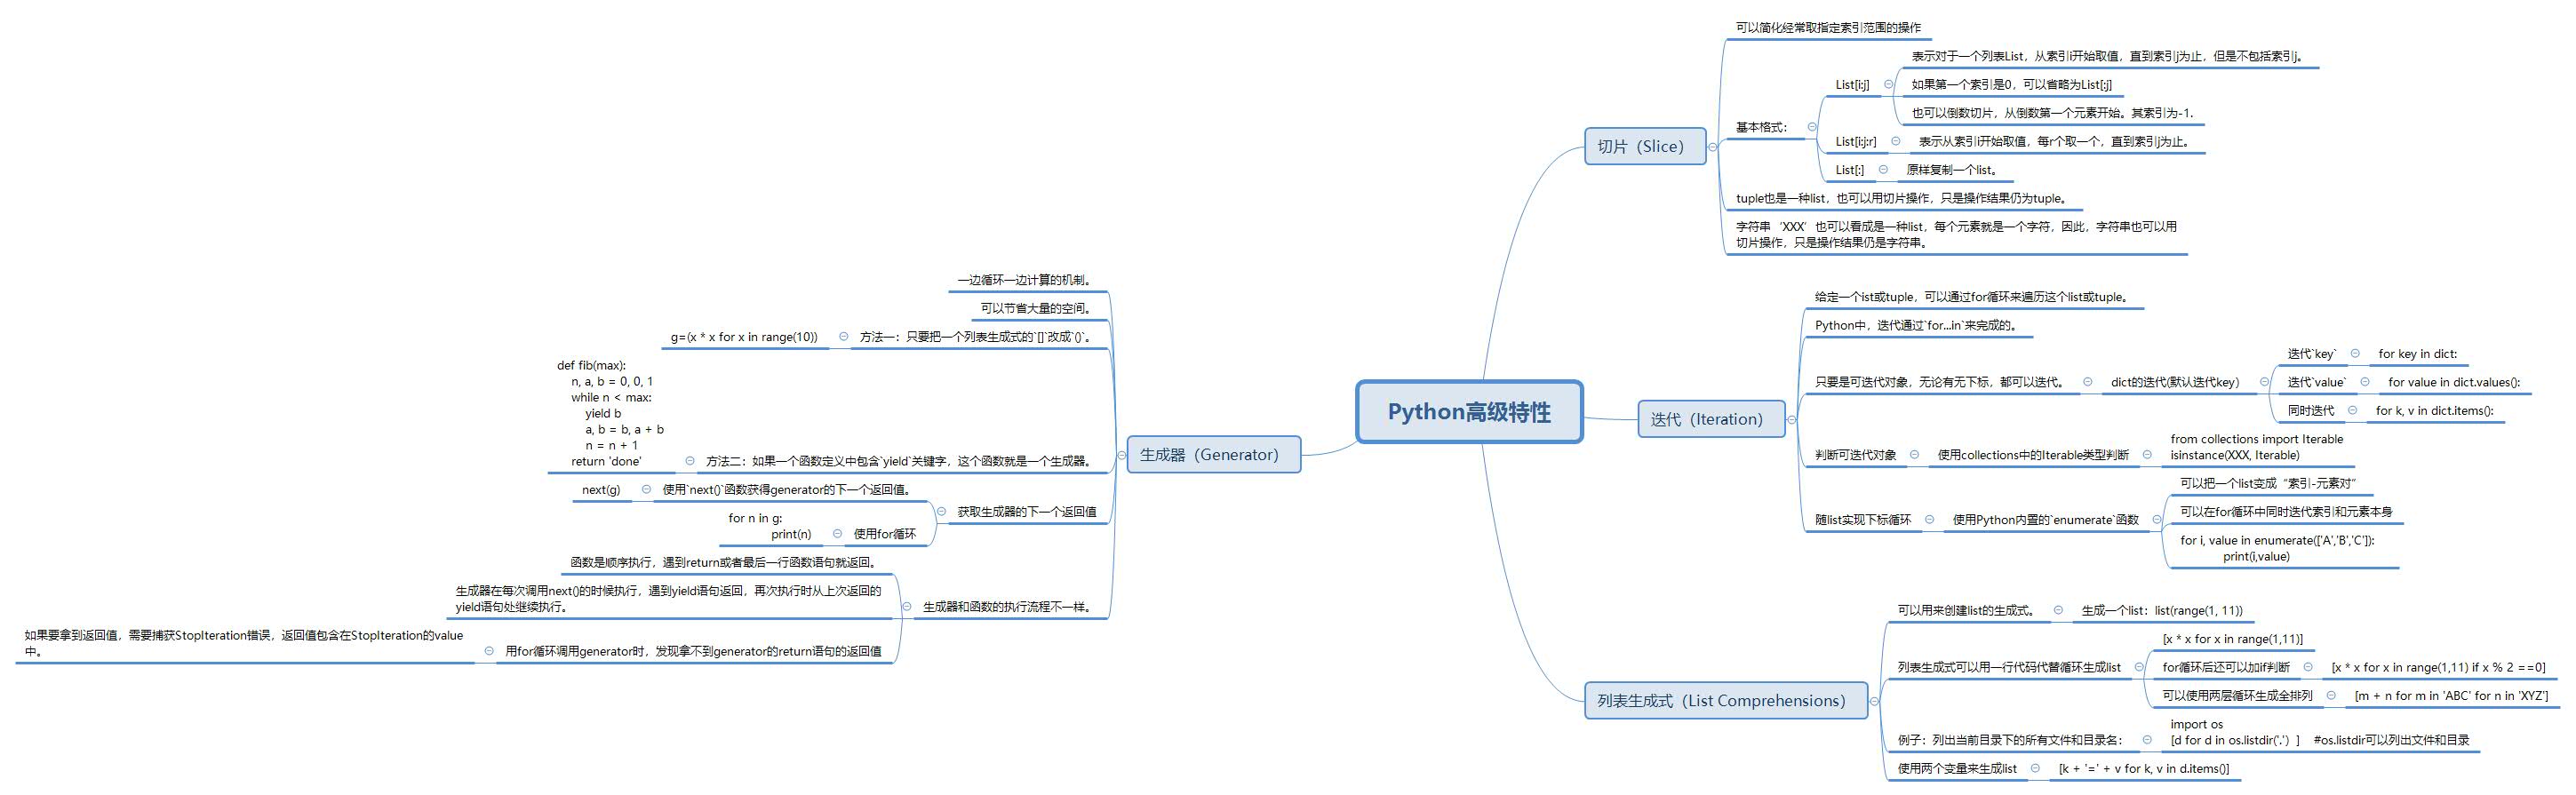 Python高级特性
切片（Slice）
可以简化经常取指定索引范围的操作
基本格式：
List[i:j]
表示对于一个列表List，从索引i开始取值，直到索引j为止，但是不包括索引j。
如果第一个索引是0，可以省略为List[:j]
也可以倒数切片，从倒数第一个元素开始。其索引为-1.
List[i:j:r]
表示从索引i开始取值，每r个取一个，直到索引j为止。
List[:]
原样复制一个list。
tuple也是一种list，也可以用切片操作，只是操作结果仍为tuple。
字符串‘XXX’也可以看成是一种list，每个元素就是一个字符，因此，字符串也可以用
切片操作，只是操作结果仍是字符串。
迭代（Iteration）
给定一个ist或tuple，可以通过for循环来遍历这个list或tuple。
Python中，迭代通过`for...in`来完成的。
只要是可迭代对象，无论有无下标，都可以迭代。
dict的迭代(默认迭代key）
迭代`key`
for key in dict:
迭代`value`
for value in dict.values():
同时迭代
for k, v in dict.items():
判断可迭代对象
使用collections中的Iterable类型判断
from collections import Iterable
isinstance(XXX, Iterable)
随list实现下标循环
使用Python内置的`enumerate`函数
可以把一个list变成“索引-元素对”
可以在for循环中同时迭代索引和元素本身
for i, value in enumerate(['A','B','C']):
print(i,value)
列表生成式（List Comprehensions）
可以用来创建list的生成式。
生成一个list：list(range(1, 11))
列表生成式可以用一行代码代替循环生成list
[x * x for x in range(1,11)]
for循环后还可以加if判断
[x * x for x in range(1,11) if x % 2 ==0]
可以使用两层循环生成全排列
[m + n for m in 'ABC' for n in 'XYZ']
例子：列出当前目录下的所有文件和目录名：
import os
[d for d in os.listdir('.'）] #os.listdir可以列出文件和目录
使用两个变量来生成list
[k + '=' + v for k, v in d.items()]
生成器（Generator）
一边循环一边计算的机制。
可以节省大量的空间。
方法一：只要把一个列表生成式的`[]`改成`()`。
g=(x * x for x in range(10))
方法二：如果一个函数定义中包含`yield`关键字，这个函数就是一个生成器。
def fib(max):
n, a, b = 0, 0, 1
while n < max:
yield b
a, b = b, a + b
n = n + 1
return 'done'
获取生成器的下一个返回值
使用`next()`函数获得generator的下一个返回值。
next(g)
使用for循环
for n in g:
print(n)
生成器和函数的执行流程不一样。
函数是顺序执行，遇到return或者最后一行函数语句就返回。
生成器在每次调用next()的时候执行，遇到yield语句返回，再次执行时从上次返回的
yield语句处继续执行。
用for循环调用generator时，发现拿不到generator的return语句的返回值
如果要拿到返回值，需要捕获StopIteration错误，返回值包含在StopIteration的value
中。